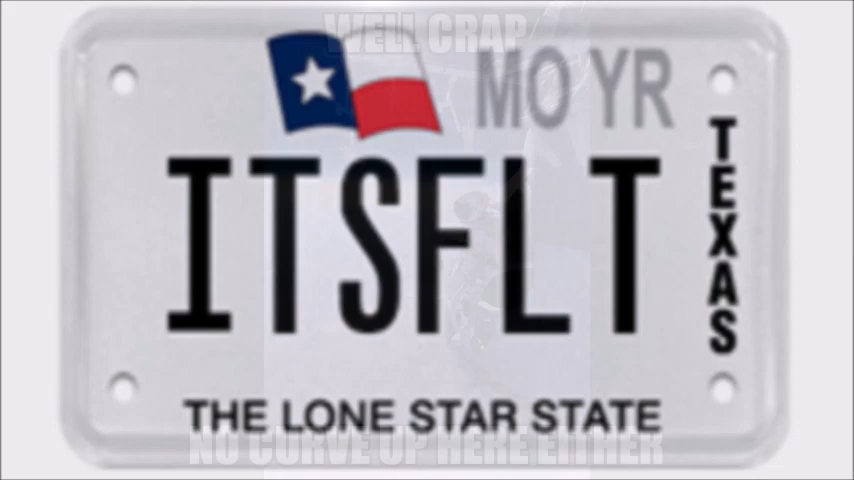 WELL CRAP
MO YR
ITSFLT
TEXAS
THE LONE STAR STATE
NO CURVE UP HERE EITHER